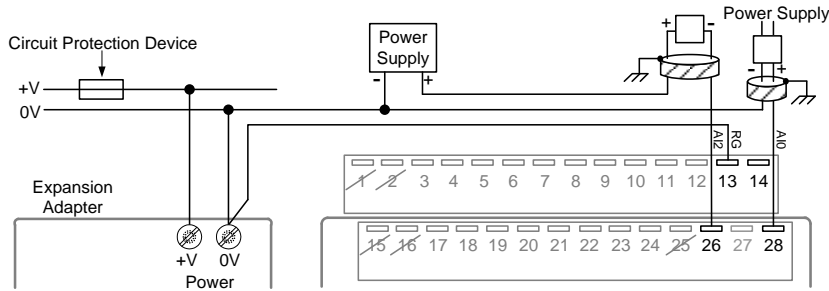 Power Supply
Circuit Protection Device
Power
Supply
+ -
- +
- +
+V
0V
AI2
RG
AI0
1 2 3 4 5 6 7 8 9 10 11 12 13 14
Expansion
Adapter
15 16 17 18 19 20 21 22 23 24 25 26 27 28
+V 0V
Power